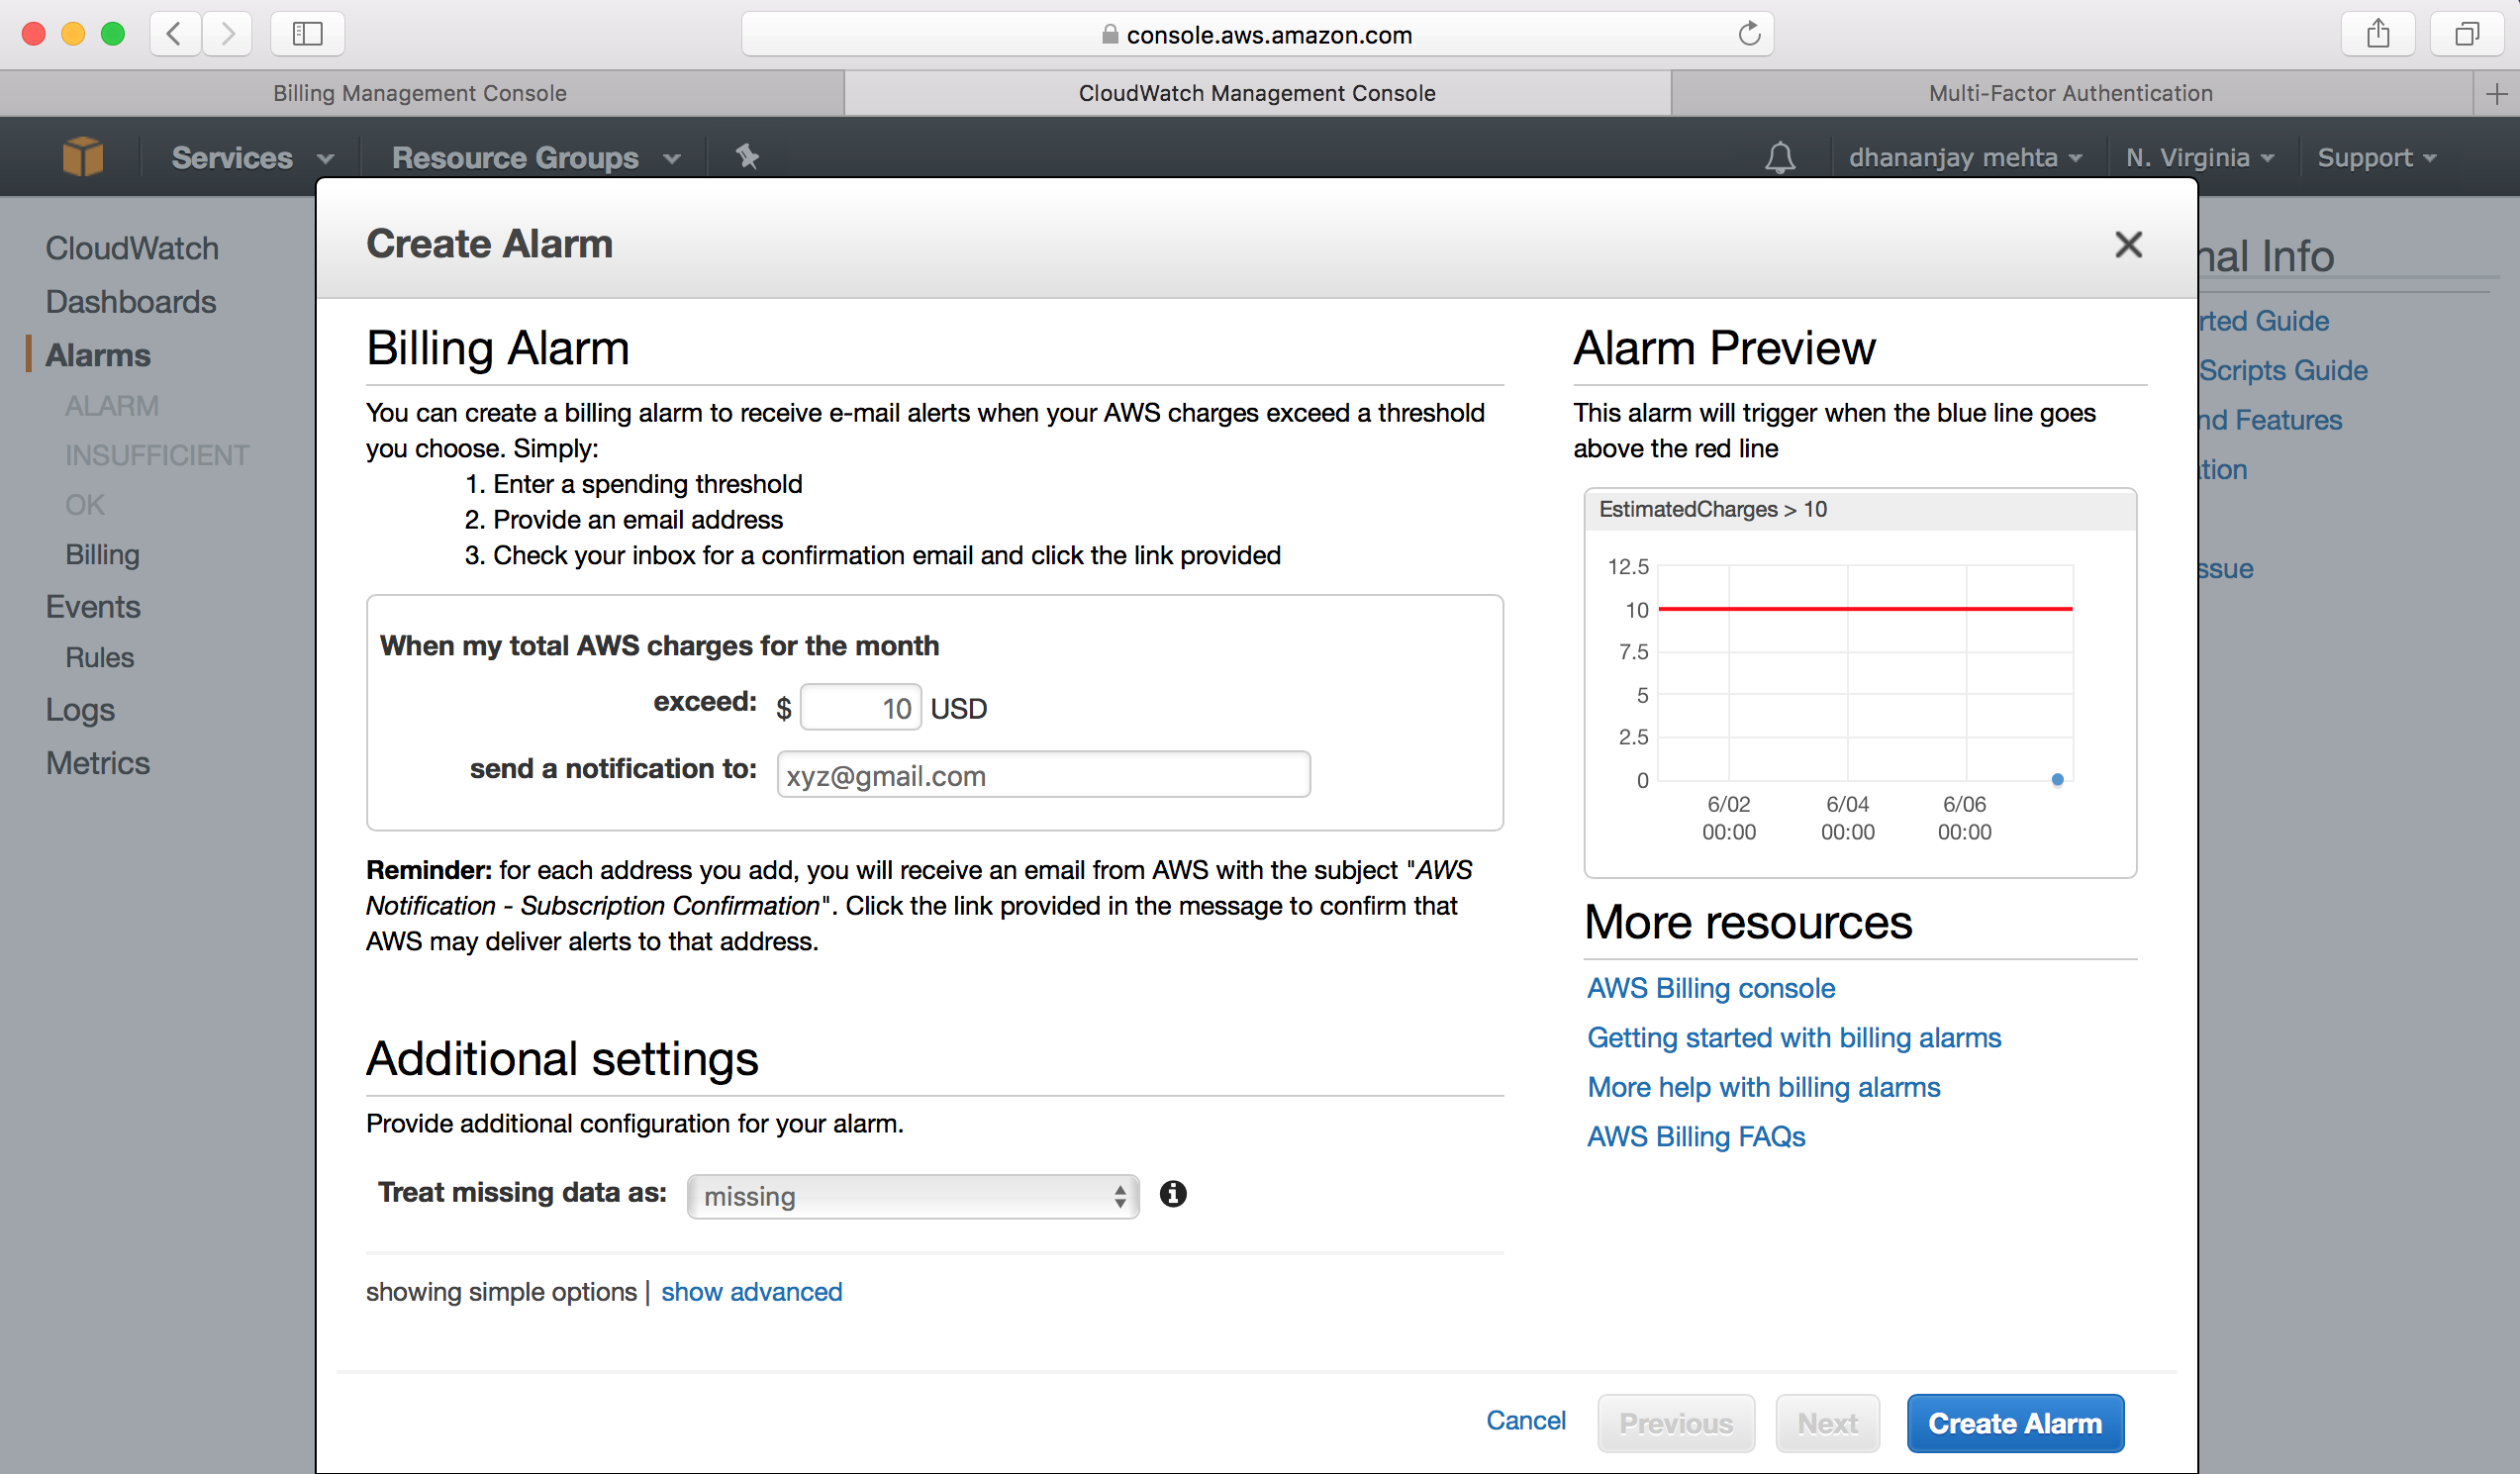 console.aws.amazon.com
Billing Management Console
CloudWatch Management Console
Multi-Factor Authentication
Services
Resource Groups
dhananjay mehta
N. Virginia
Support
CloudWatch
Dashboards
Alarms
ALARM
INSUFFICIENT
OK
Billing
Events
Rules
Logs
Metrics
Create Alarm
Billing Alarm
You can create a billing alarm to receive e-mail alerts when your AWS charges exceed a threshold
you choose. Simply:
1. Enter a spending threshold
2. Provide an email address
3. Check your inbox for a confirmation email and click the link provided
When my total AWS charges for the month
exceed: $ 10 USD
send a notification to: xyz@gmail.com
Reminder: for each address you add, you will receive an email from AWS with the subject "AWS
Notification - Subscription Confirmation". Click the link provided in the message to confirm that
AWS may deliver alerts to that address.
Additional settings
Provide additional configuration for your alarm.
Treat missing data as: missing
showing simple options | show advanced
Alarm Preview
This alarm will trigger when the blue line goes
above the red line
EstimatedCharges > 10
12.5
10
7.5
5
2.5
0
6/02 6/04 6/06
00:00 00:00 00:00
More resources
AWS Billing console
Getting started with billing alarms
More help with billing alarms
AWS Billing FAQs
Cancel Previous Next Create Alarm
Info
Guide
Scripts Guide
Features